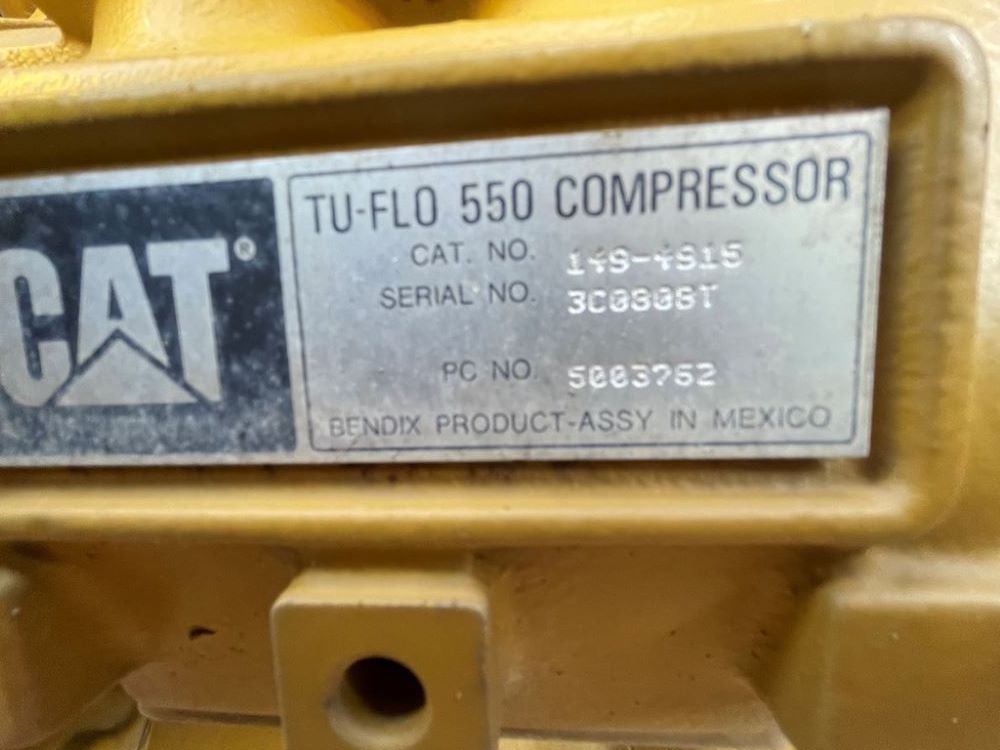 CAT®
TU-FLO 550 COMPRESSOR
CAT. NO. 149-4915
SERIAL NO. 3C0808T
PC NO. 5003762
BENDIX PRODUCT-ASSY IN MEXICO